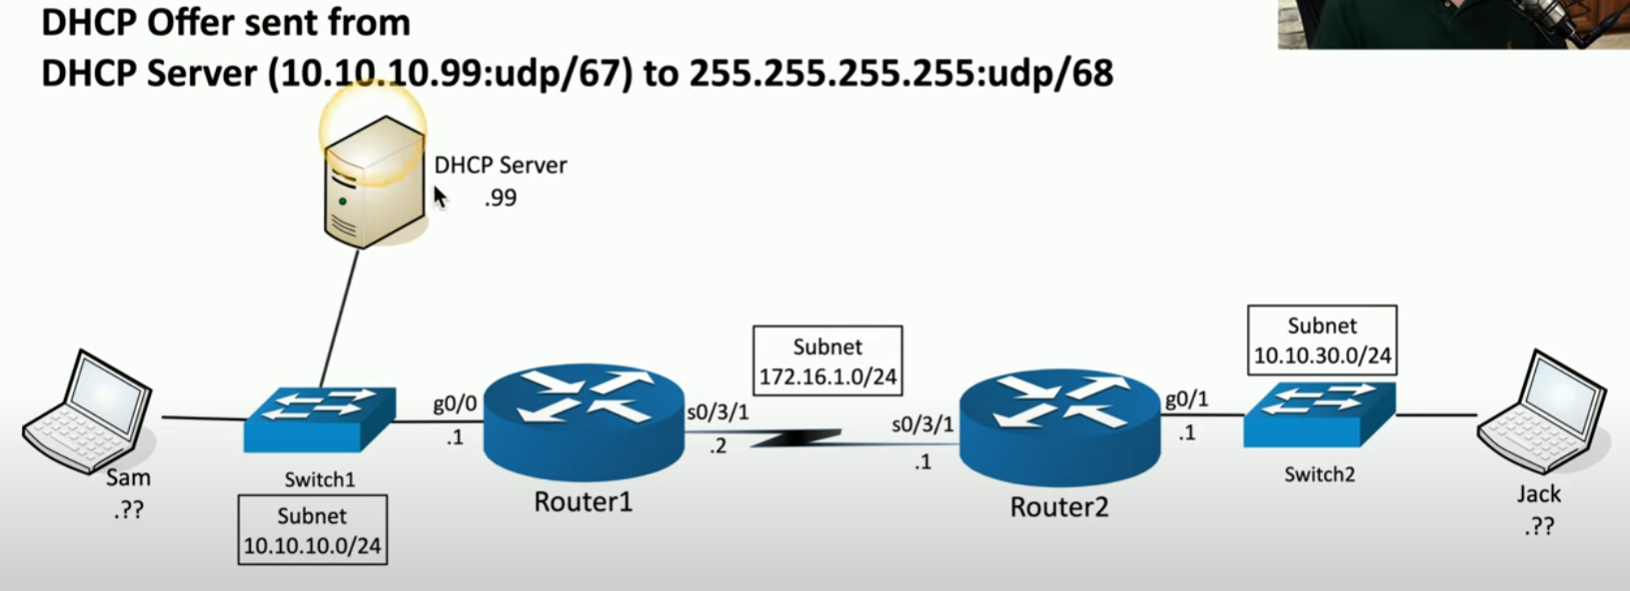 DHCP Offer sent from
DHCP Server (10.10.10.99:udp/67) to 255.255.255.255:udp/68
DHCP Server
.99
Subnet
10.10.30.0/24
Subnet
172.16.1.0/24
g0/0
.1
s0/3/1
.2
s0/3/1
.1
g0/1
.1
Sam
.??
Switch1
Subnet
10.10.10.0/24
Router1
Router2
Switch2
Jack
.??